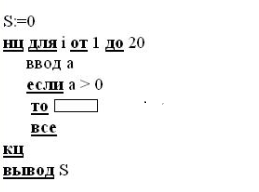 S:=0
нц для i от 1 до 20
ввод a
если a > 0
то
все
кц
вывод S